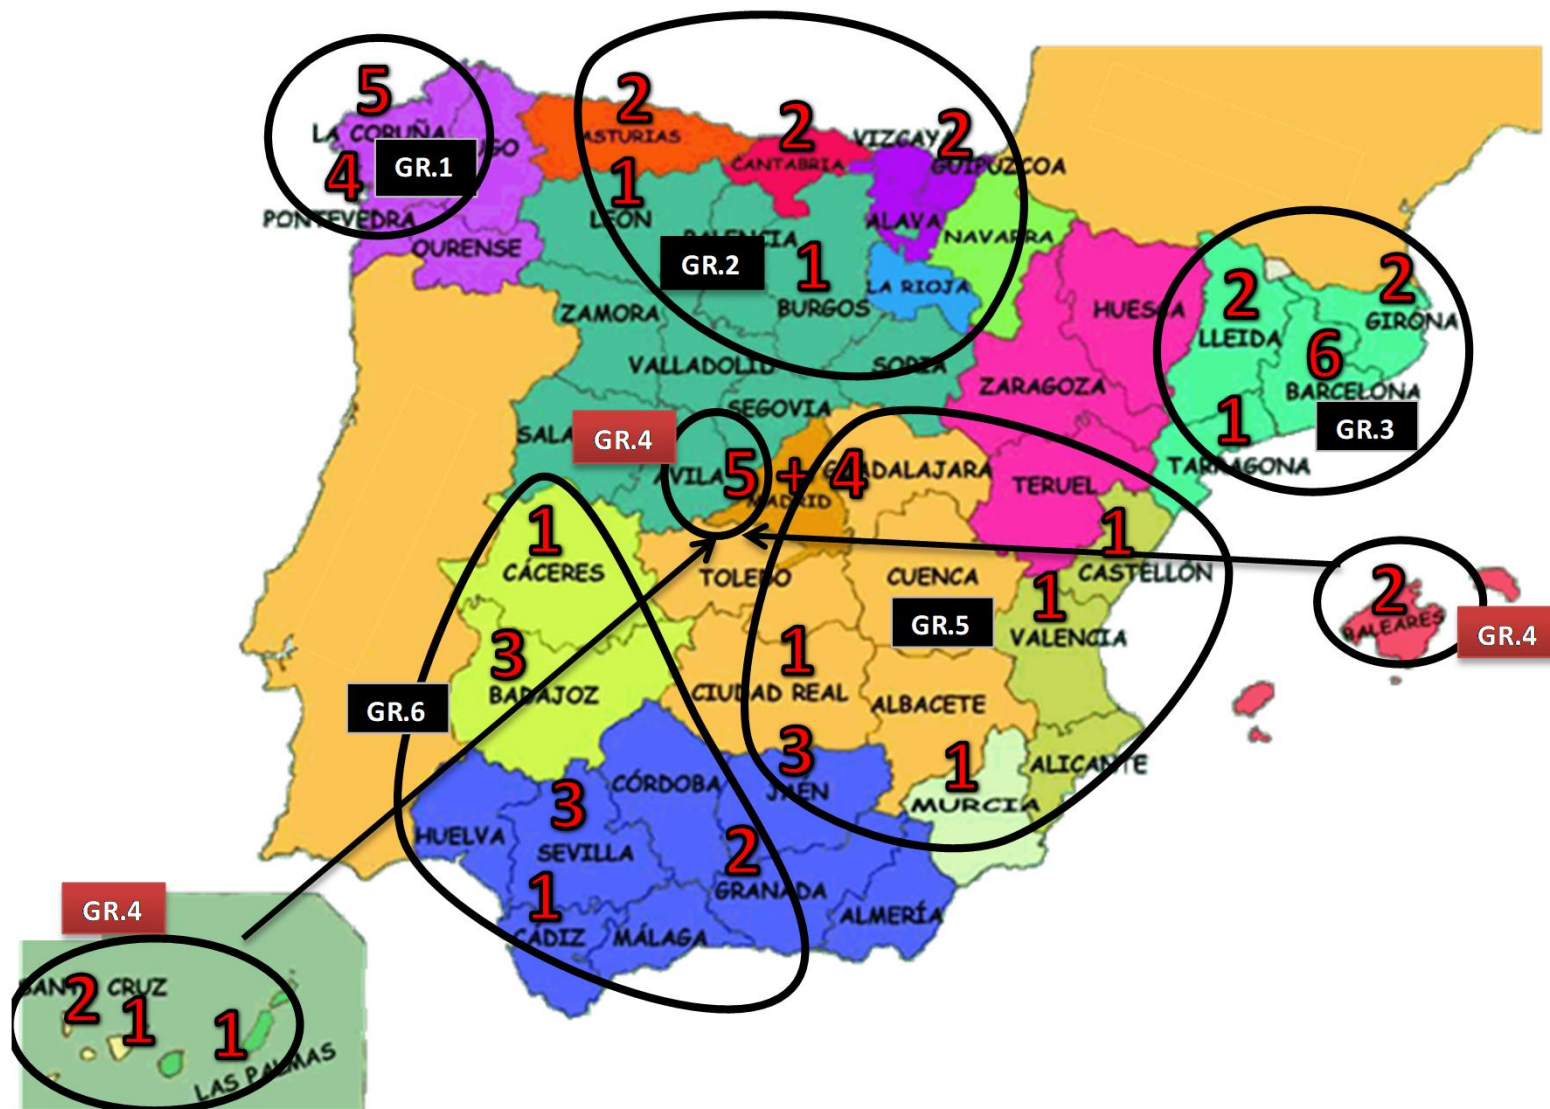 5
LA CORUÑA
GR.1
4
PONTEVEDRA
OURENSE
2
ASTURIAS
2
CANTABRIA
VIZCAYA
2
GUIPUZCOA
1
LEÓN
PALENCIA
ALAVA
NAVARRA
GR.2
1
BURGOS
LA RIOJA
ZAMORA
VALLADOLID
SORIA
SEGOVIA
HUESCA
ZARAGOZA
TERUEL
2
LLEIDA
2
GIRONA
6
BARCELONA
1
GR.3
TARRAGONA
GR.4
AVILA
5 + 4
GUADALAJARA
MADRID
1
CÁCERES
TOLEDO
CUENCA
1
CASTELLÓN
1
VALENCIA
GR.5
2
BALEARES
GR.4
3
BADAJOZ
1
CIUDAD REAL
ALBACETE
GR.6
3
JAEN
1
MURCIA
ALICANTE
CÓRDOBA
HUELVA
3
SEVILLA
2
GRANADA
1
CÁDIZ
MÁLAGA
ALMERÍA
GR.4
CRUZ
2
1
1
LAS PALMAS